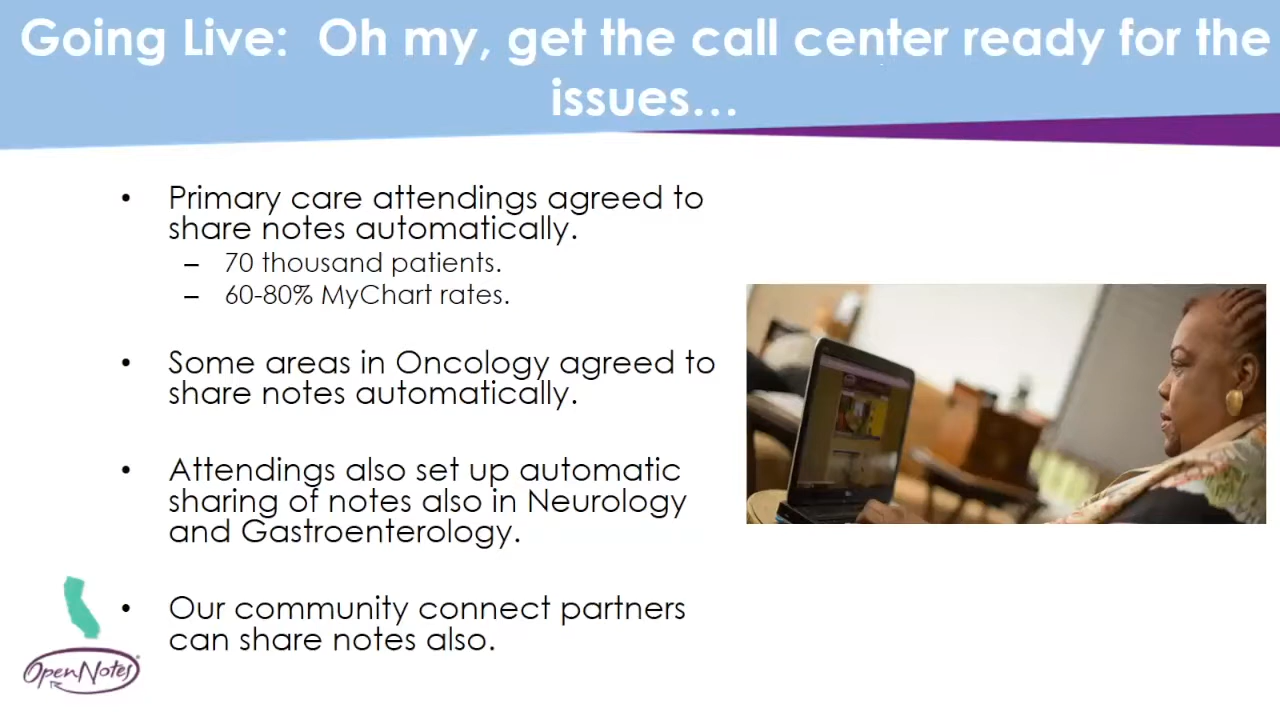 Going Live:  Oh my, get the call center ready for the
issues…
• Primary care attendings agreed to
share notes automatically.
– 70 thousand patients.
– 60-80% MyChart rates.
• Some areas in Oncology agreed to
share notes automatically.
• Attendings also set up automatic
sharing of notes also in Neurology
and Gastroenterology.
• Our community connect partners
can share notes also.
OpenNotes